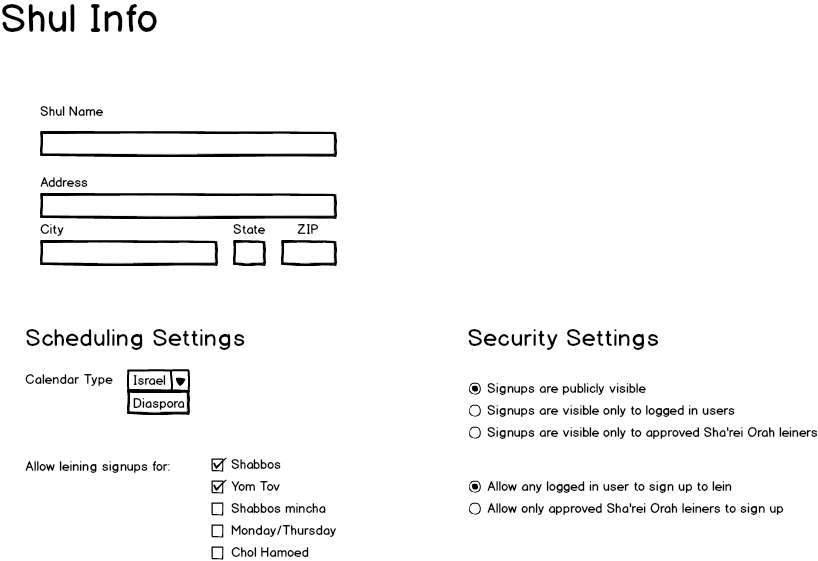 Shul Info
Shul Name
Address
City State ZIP
Scheduling Settings
Calendar Type Israel
Diaspora
Allow leining signups for: Shabbos
Yom Tov
Shabbos mincha
Monday/Thursday
Chol Hamoed
Security Settings
Signups are publicly visible
Signups are visible only to logged in users
Signups are visible only to approved Sha'rei Orah leiners
Allow any logged in user to sign up to lein
Allow only approved Sha'rei Orah leiners to sign up